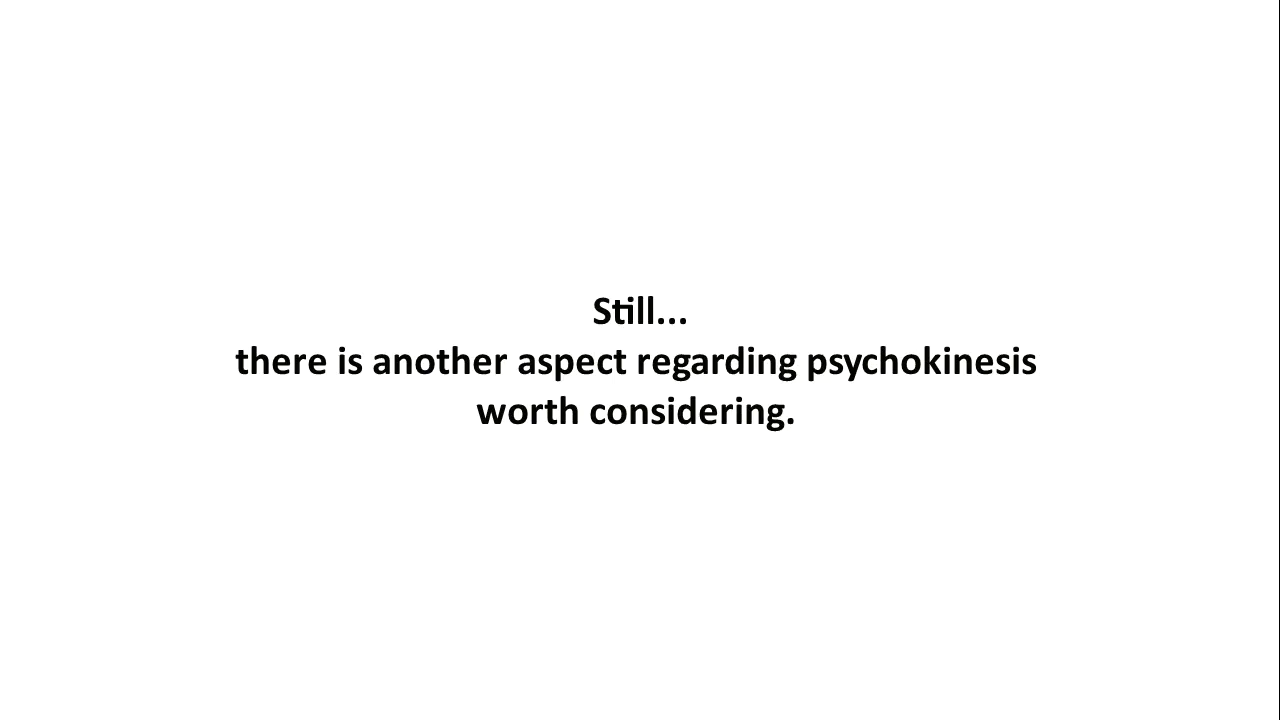 Still...
there is another aspect regarding psychokinesis
worth considering.